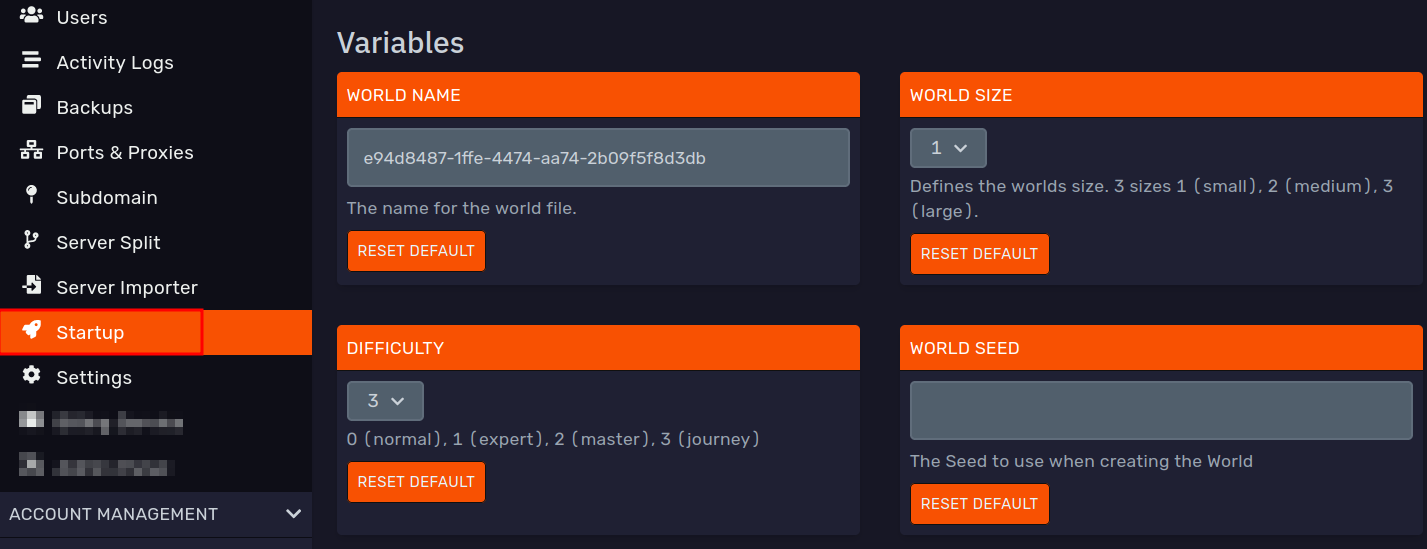 Users
Activity Logs
Backups
Ports & Proxies
Subdomain
Server Split
Server Importer
Startup
Settings
ACCOUNT MANAGEMENT
Variables
WORLD NAME
e94d8487-1ffe-4474-aa74-2b09f5f8d3db
The name for the world file.
RESET DEFAULT
WORLD SIZE
1
Defines the worlds size. 3 sizes 1 (small), 2 (medium), 3
(large).
RESET DEFAULT
DIFFICULTY
3
0 (normal), 1 (expert), 2 (master), 3 (journey)
RESET DEFAULT
WORLD SEED
The Seed to use when creating the World
RESET DEFAULT